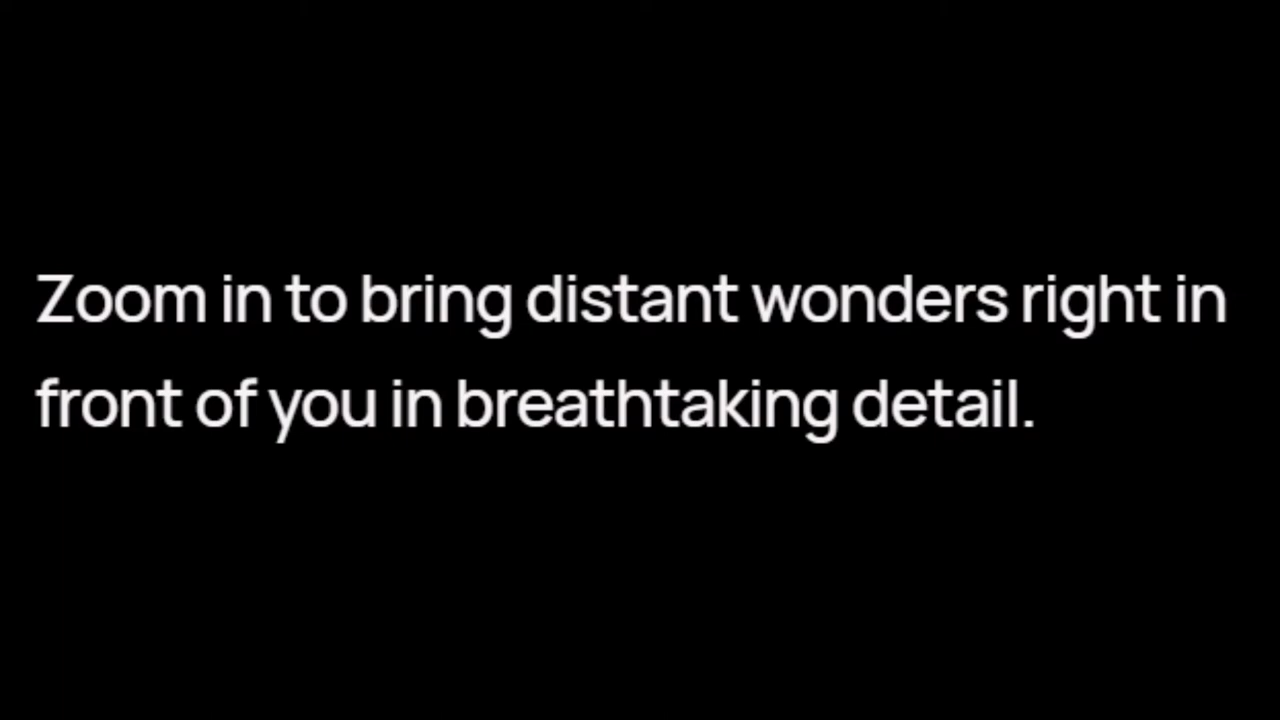 Zoom in to bring distant wonders right in
front of you in breathtaking detail.